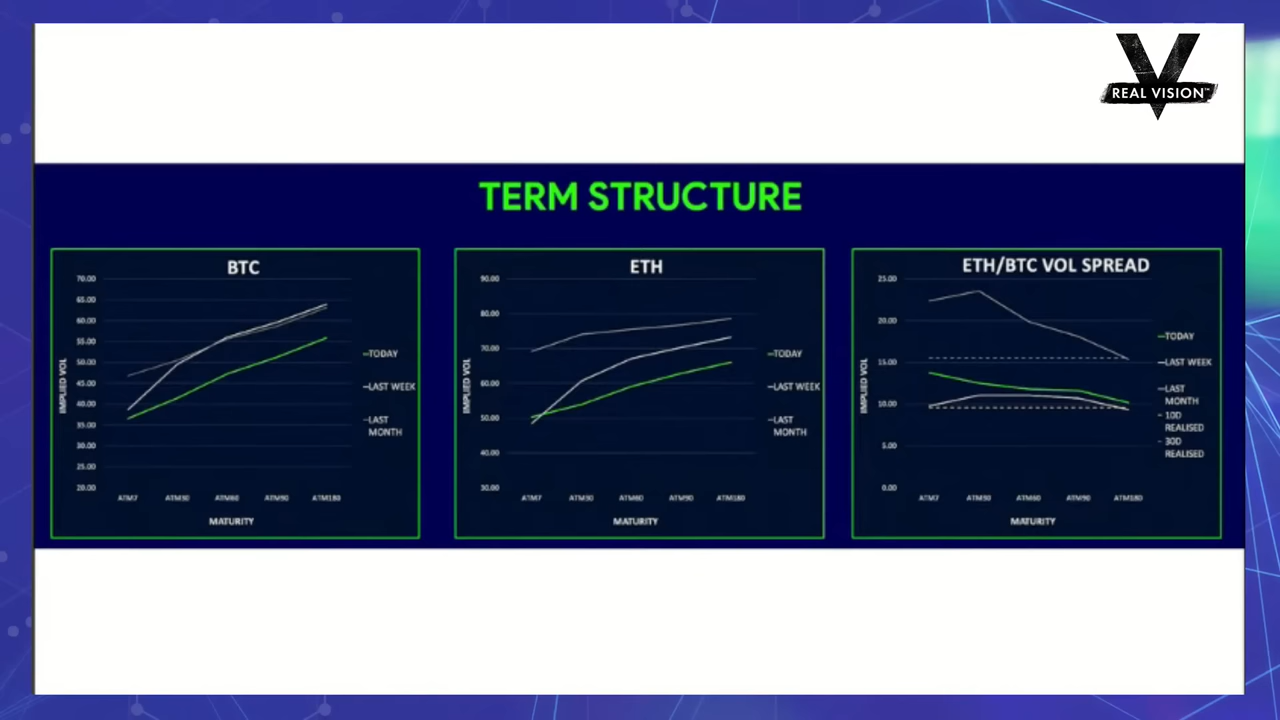 REAL VISION™
TERM STRUCTURE
BTC
70.00
65.00
60.00
55.00
50.00
45.00
40.00
35.00
30.00
25.00
20.00
IMPLIED VOL
ATM7 ATM30 ATM60 ATM90 ATM180
MATURITY
TODAY
LAST WEEK
LAST
MONTH
ETH
90.00
80.00
70.00
60.00
50.00
40.00
30.00
IMPLIED VOL
ATM7 ATM30 ATM60 ATM90 ATM180
MATURITY
TODAY
LAST WEEK
LAST
MONTH
ETH/BTC VOL SPREAD
25.00
20.00
15.00
10.00
5.00
0.00
IMPLIED VOL
ATM7 ATM30 ATM60 ATM90 ATM180
MATURITY
TODAY
LAST WEEK
LAST
MONTH
10D
REALISED
30D
REALISED